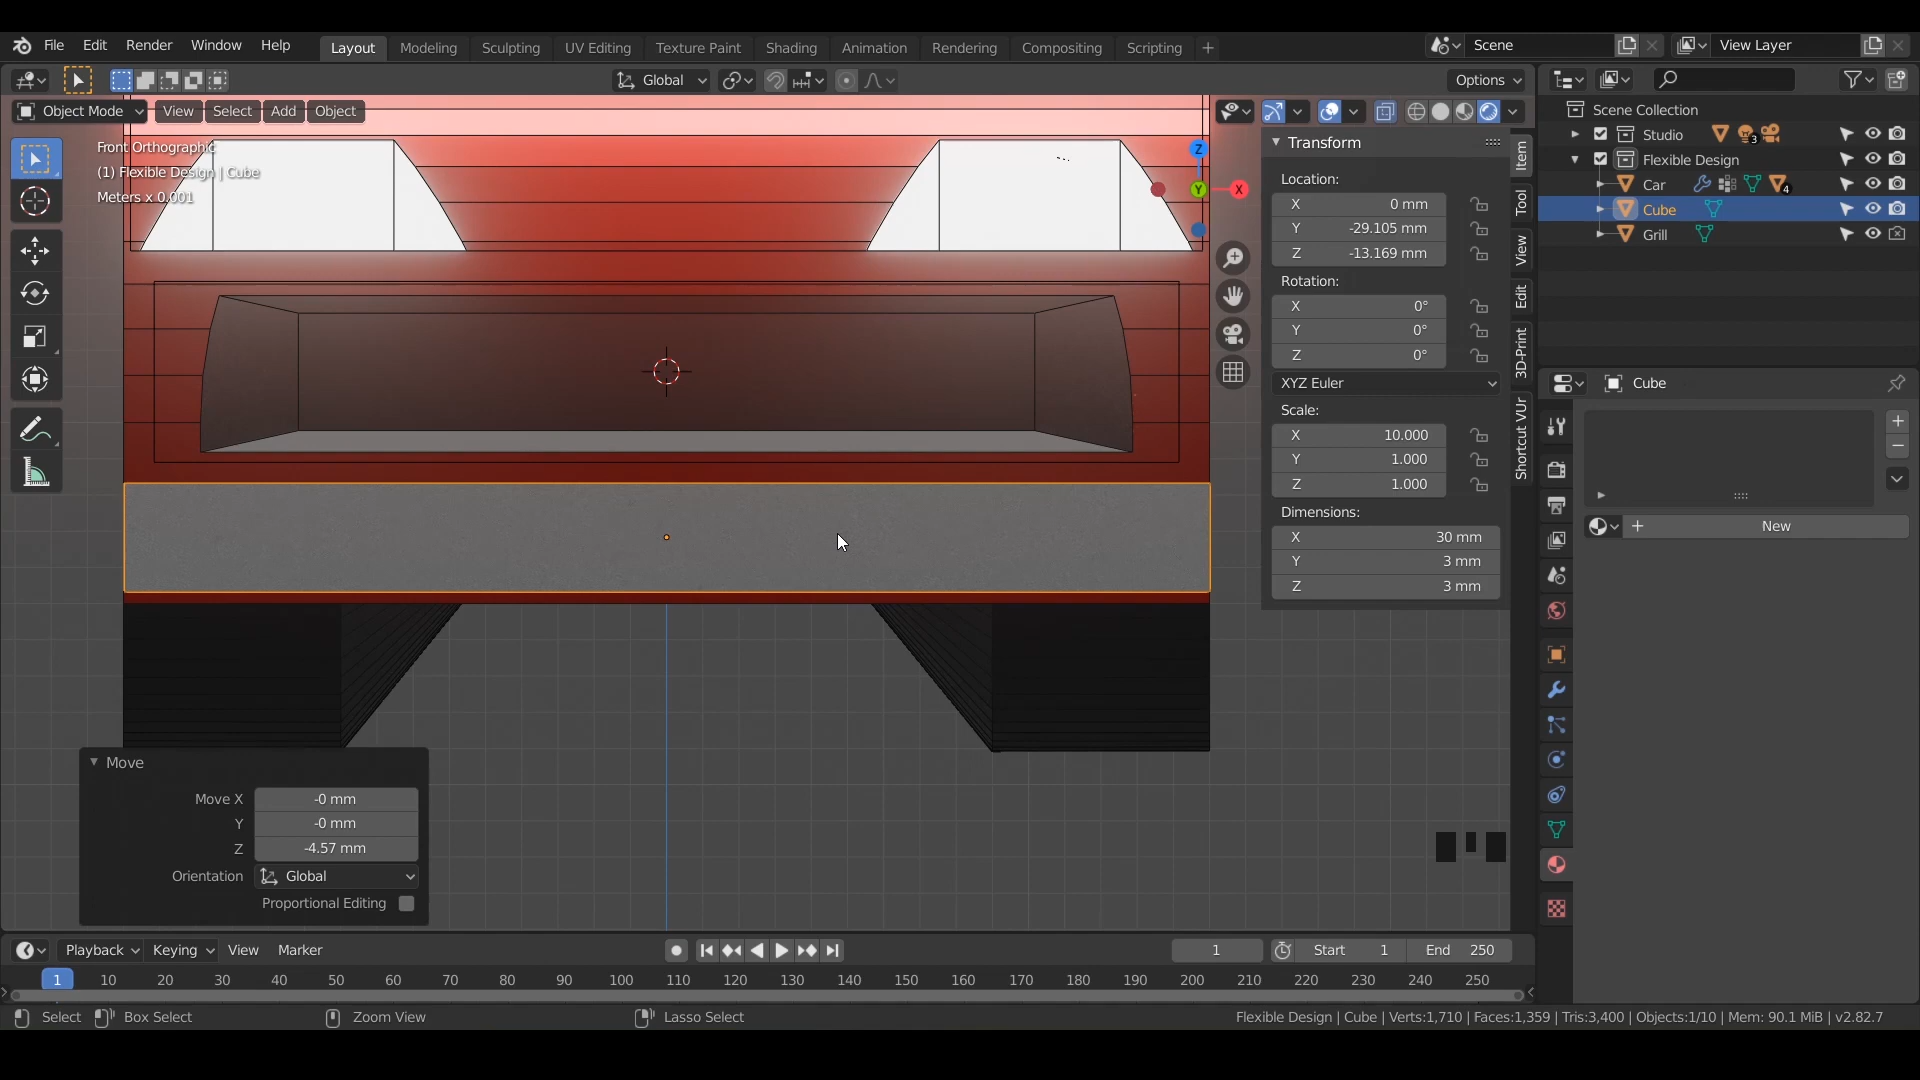 File Edit Render Window Help Layout Modeling Sculpting UV Editing Texture Paint Shading Animation Rendering Compositing Scripting + Scene View Layer
Global Options
Object Mode View Select Add Object
Scene Collection
Studio 3
Flexible Design
Car 4
Cube
Grill
Front Orthographic
(1) Flexible Design | Cube
Meters x 0.001
Z
Y
X
Transform
Location:
X 0 mm
Y -29.105 mm
Z -13.169 mm
Rotation:
X 0°
Y 0°
Z 0°
XYZ Euler
Scale:
X 10.000
Y 1.000
Z 1.000
Dimensions:
X 30 mm
Y 3 mm
Z 3 mm
Item
Tool
View
Edit
3D-Print
Shortcut VUr
Cube
New
Move
Move X -0 mm
Y -0 mm
Z -4.57 mm
Orientation Global
Proportional Editing
Playback Keying View Marker 1 Start 1 End 250
1 10 20 30 40 50 60 70 80 90 100 110 120 130 140 150 160 170 180 190 200 210 220 230 240 250
Select Box Select Zoom View Lasso Select Flexible Design | Cube | Verts:1,710 | Faces:1,359 | Tris:3,400 | Objects:1/10 | Mem: 90.1 MiB | v2.82.7